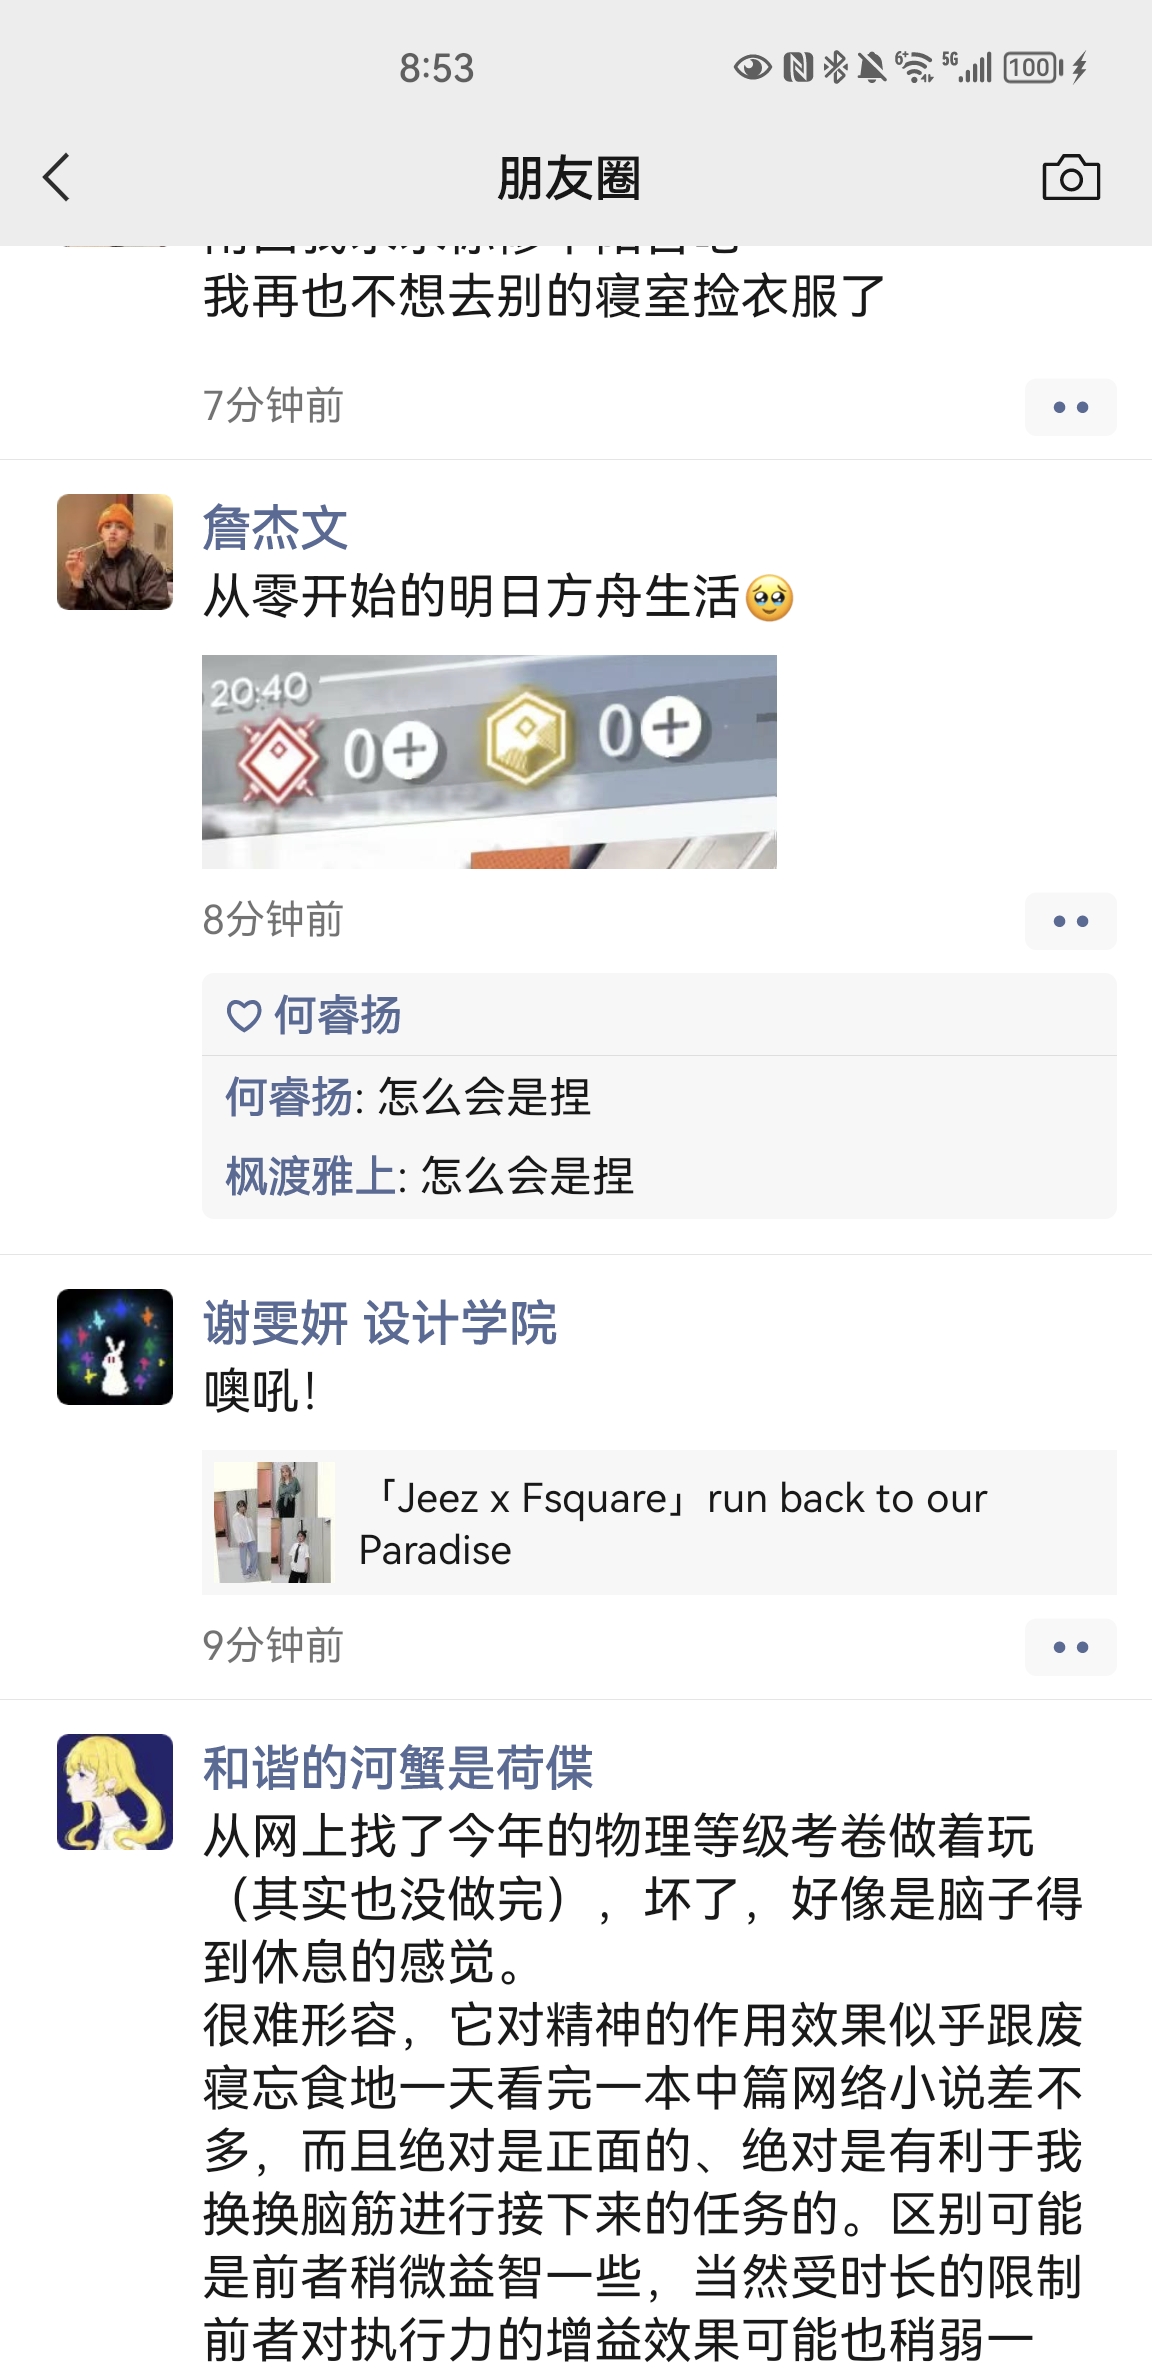 8:53
6+
5G
100
朋友圈
我再也不想去别的寝室捡衣服了
7分钟前
詹杰文
从零开始的明日方舟生活🥹
20:40
0+
0+
8分钟前
何睿扬
何睿扬: 怎么会是捏
枫渡雅上: 怎么会是捏
谢雯妍 设计学院
噢吼！
「Jeez x Fsquare」run back to our
Paradise
9分钟前
和谐的河蟹是荷偞
从网上找了今年的物理等级考卷做着玩
（其实也没做完），坏了，好像是脑子得
到休息的感觉。
很难形容，它对精神的作用效果似乎跟废
寝忘食地一天看完一本中篇网络小说差不
多，而且绝对是正面的、绝对是有利于我
换换脑筋进行接下来的任务的。区别可能
是前者稍微益智一些，当然受时长的限制
前者对执行力的增益效果可能也稍弱一